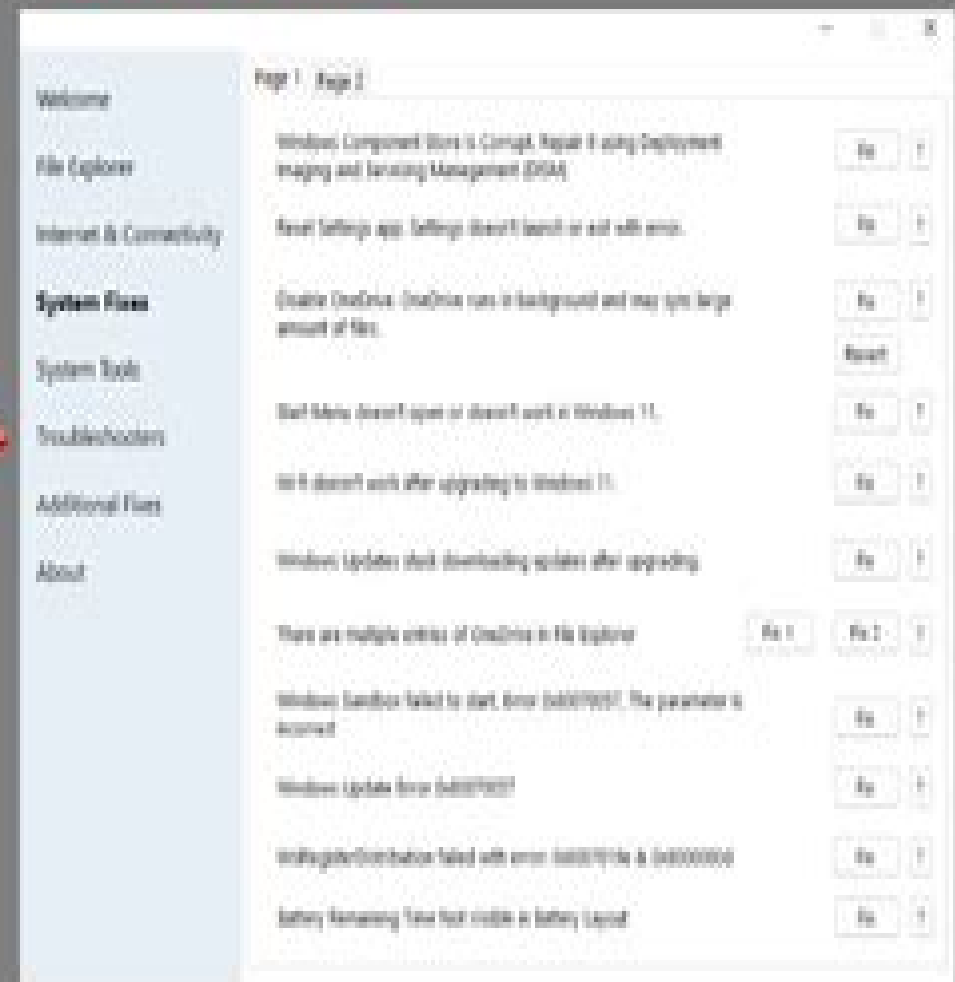 Page 1 Page 2
Welcome
File Explorer
Internet & Connectivity
System Fixes
System Tools
Troubleshooters
Additional Fixes
About
Windows Component Store is Corrupt. Repair it using Deployment
Imaging and Servicing Management (DISM)
Fix ?
Reset Settings app. Settings doesn't launch or exit with error.
Fix ?
Disable OneDrive. OneDrive runs in background and may sync large
amount of files.
Fix ?
Revert
Start Menu doesn't open or doesn't work in Windows 11.
Fix ?
Wi-Fi doesn't work after upgrading to Windows 11.
Fix ?
Windows Updates stuck downloading updates after upgrading.
Fix ?
There are multiple entries of OneDrive in File Explorer
Fix 1 Fix 2 ?
Windows Sandbox failed to start, Error The parameter is
incorrect
Fix ?
Windows Update Error
Fix ?
failed with error: &
Fix ?
Battery Remaining Time Not Visible in Battery Layout
Fix ?